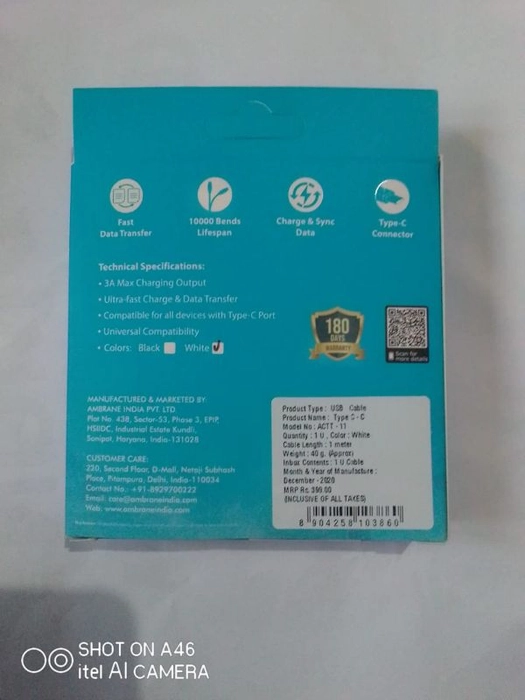 Fast
Data Transfer
10000 Bends
Lifespan
Charge & Sync
Data
Type-C
Connector
Technical Specifications:
• 3A Max Charging Output
• Ultra-fast Charge & Data Transfer
• Compatible for all devices with Type-C Port
• Universal Compatibility
• Colors: Black White
180
DAYS
WARRANTY
Scan for
more details
MANUFACTURED & MARKETED BY:
AMBRANE INDIA PVT. LTD.
Plot No. 438, Sector-53, Phase 3, EPIP,
HSIIDC, Industrial Estate Kundli,
Sonipat, Haryana, India-131028
CUSTOMER CARE:
220, Second Floor, D-Mall, Netaji Subhash
Place, Pitampura, Delhi, India-110034
Contact No.: +91-8929700222
Email: care@ambraneindia.com
Web: www.ambraneindia.com
Product Type: USB Cable
Product Name: Type C - C
Model No: ACTT - 11
Quantity: 1 U, Color: White
Cable Length: 1 meter
Weight: 40 g. (Approx)
Inbox Contents: 1 U Cable
Month & Year of Manufacture:
December - 2020
MRP Rs: 399.00
(INCLUSIVE OF ALL TAXES)
8 904258 103860
SHOT ON A46
itel AI CAMERA